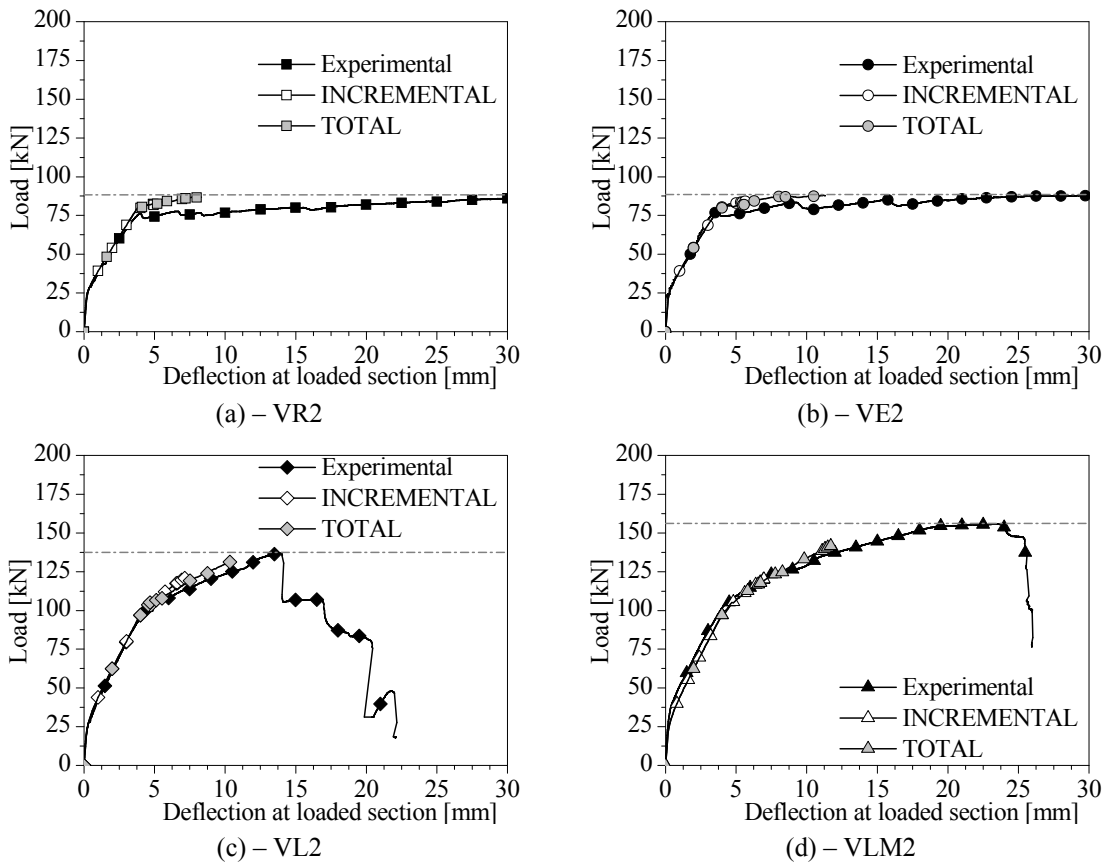 200
175
150
125
100
75
50
25
0
Load [kN]
Experimental
INCREMENTAL
TOTAL
0 5 10 15 20 25 30
Deflection at loaded section [mm]
(a) – VR2
200
175
150
125
100
75
50
25
0
Load [kN]
Experimental
INCREMENTAL
TOTAL
0 5 10 15 20 25 30
Deflection at loaded section [mm]
(b) – VE2
200
175
150
125
100
75
50
25
0
Load [kN]
Experimental
INCREMENTAL
TOTAL
0 5 10 15 20 25 30
Deflection at loaded section [mm]
(c) – VL2
200
175
150
125
100
75
50
25
0
Load [kN]
Experimental
INCREMENTAL
TOTAL
0 5 10 15 20 25 30
Deflection at loaded section [mm]
(d) – VLM2